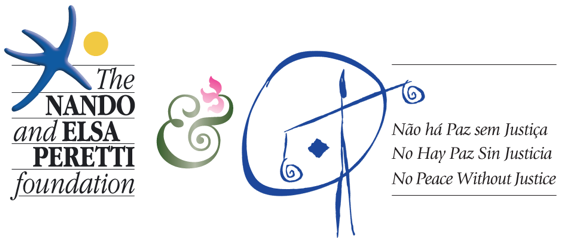 The
NANDO
and ELSA
PERETTI
foundation
&
Não há Paz sem Justiça
No Hay Paz Sin Justicia
No Peace Without Justice